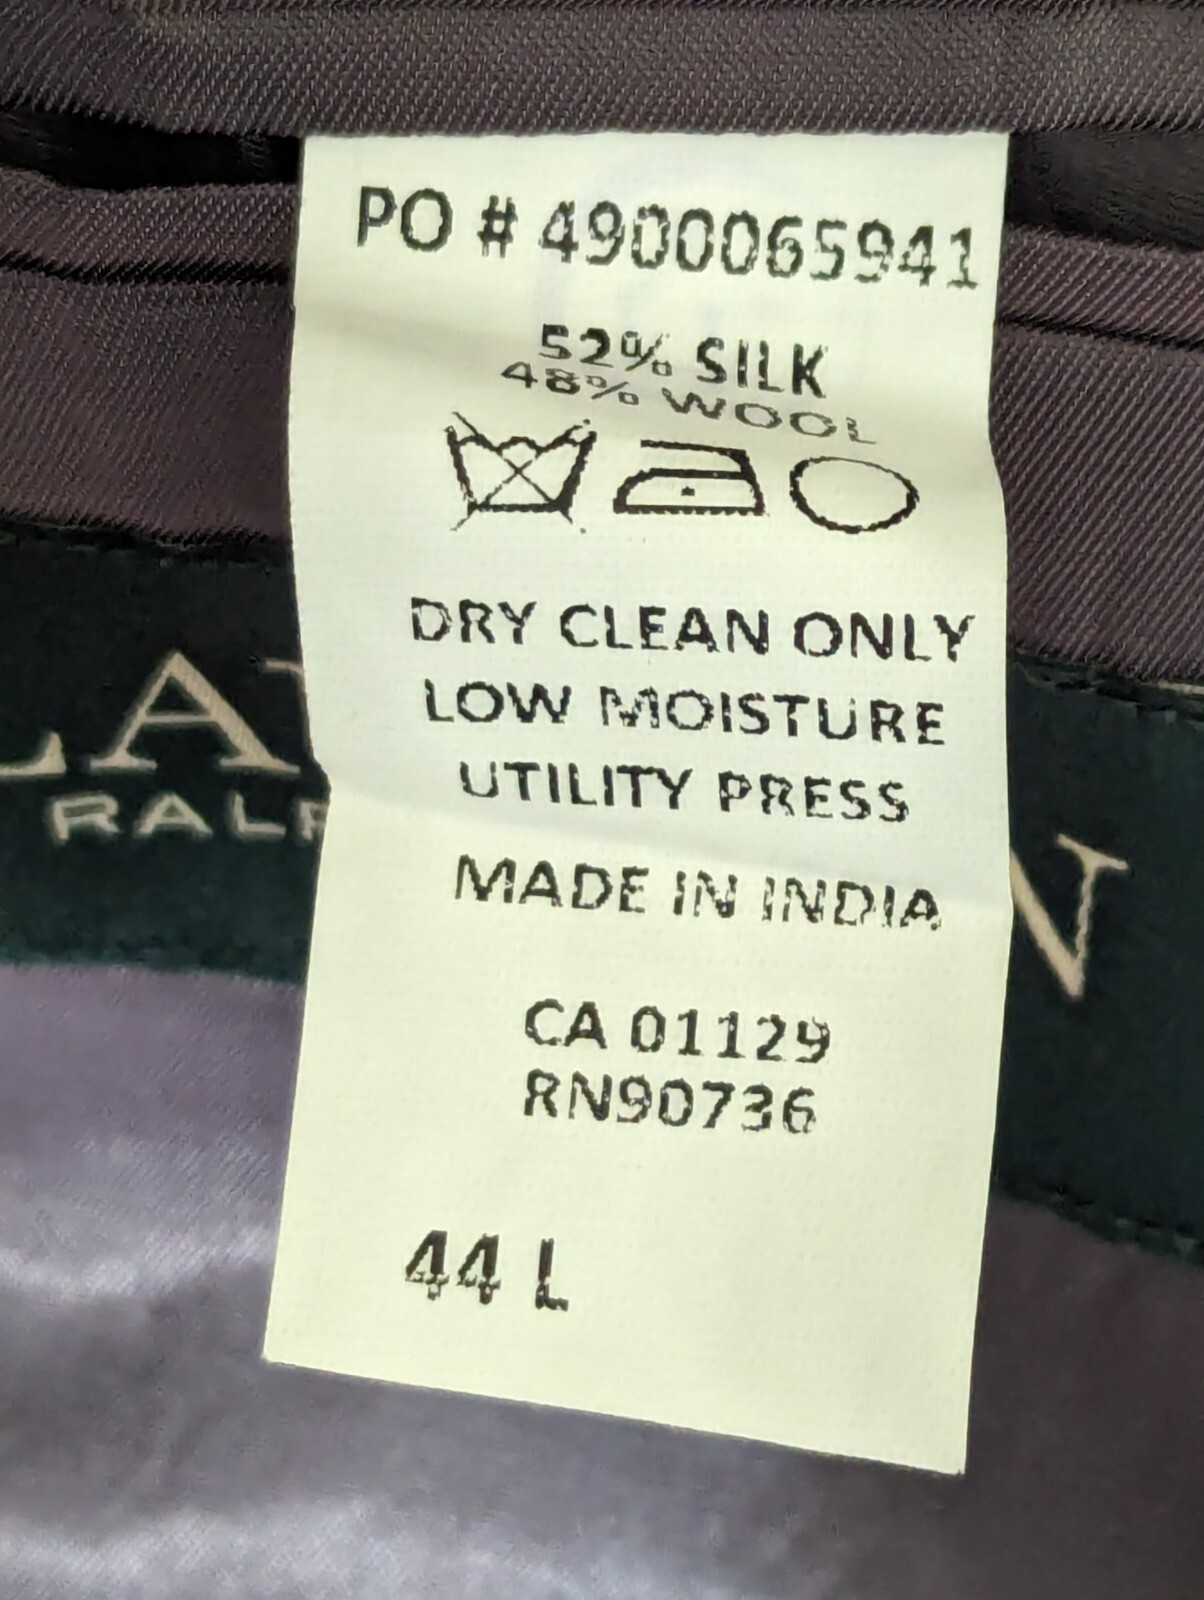 PO # 4900065941
52% SILK
48% WOOL
DRY CLEAN ONLY
LOW MOISTURE
UTILITY PRESS
MADE IN INDIA
CA 01129
RN90736
44 L